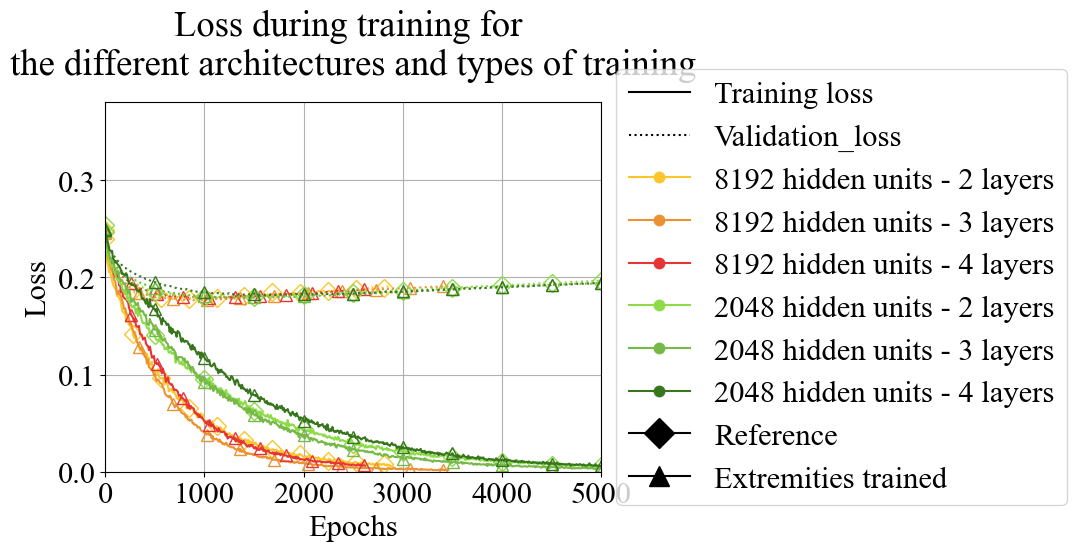 Loss during training for
the different architectures and types of training
Training loss
Validation_loss
8192 hidden units - 2 layers
8192 hidden units - 3 layers
8192 hidden units - 4 layers
2048 hidden units - 2 layers
2048 hidden units - 3 layers
2048 hidden units - 4 layers
Reference
Extremities trained
Loss
0.3
0.2
0.1
0.0
0 1000 2000 3000 4000 5000
Epochs